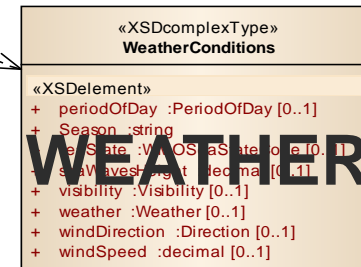 «XSDcomplexType»
WeatherConditions
«XSDelement»
+ periodOfDay :PeriodOfDay [0..1]
+ Season :string
WEATHER
+ visibility :Visibility [0..1]
+ weather :Weather [0..1]
+ windDirection :Direction [0..1]
+ windSpeed :decimal [0..1]